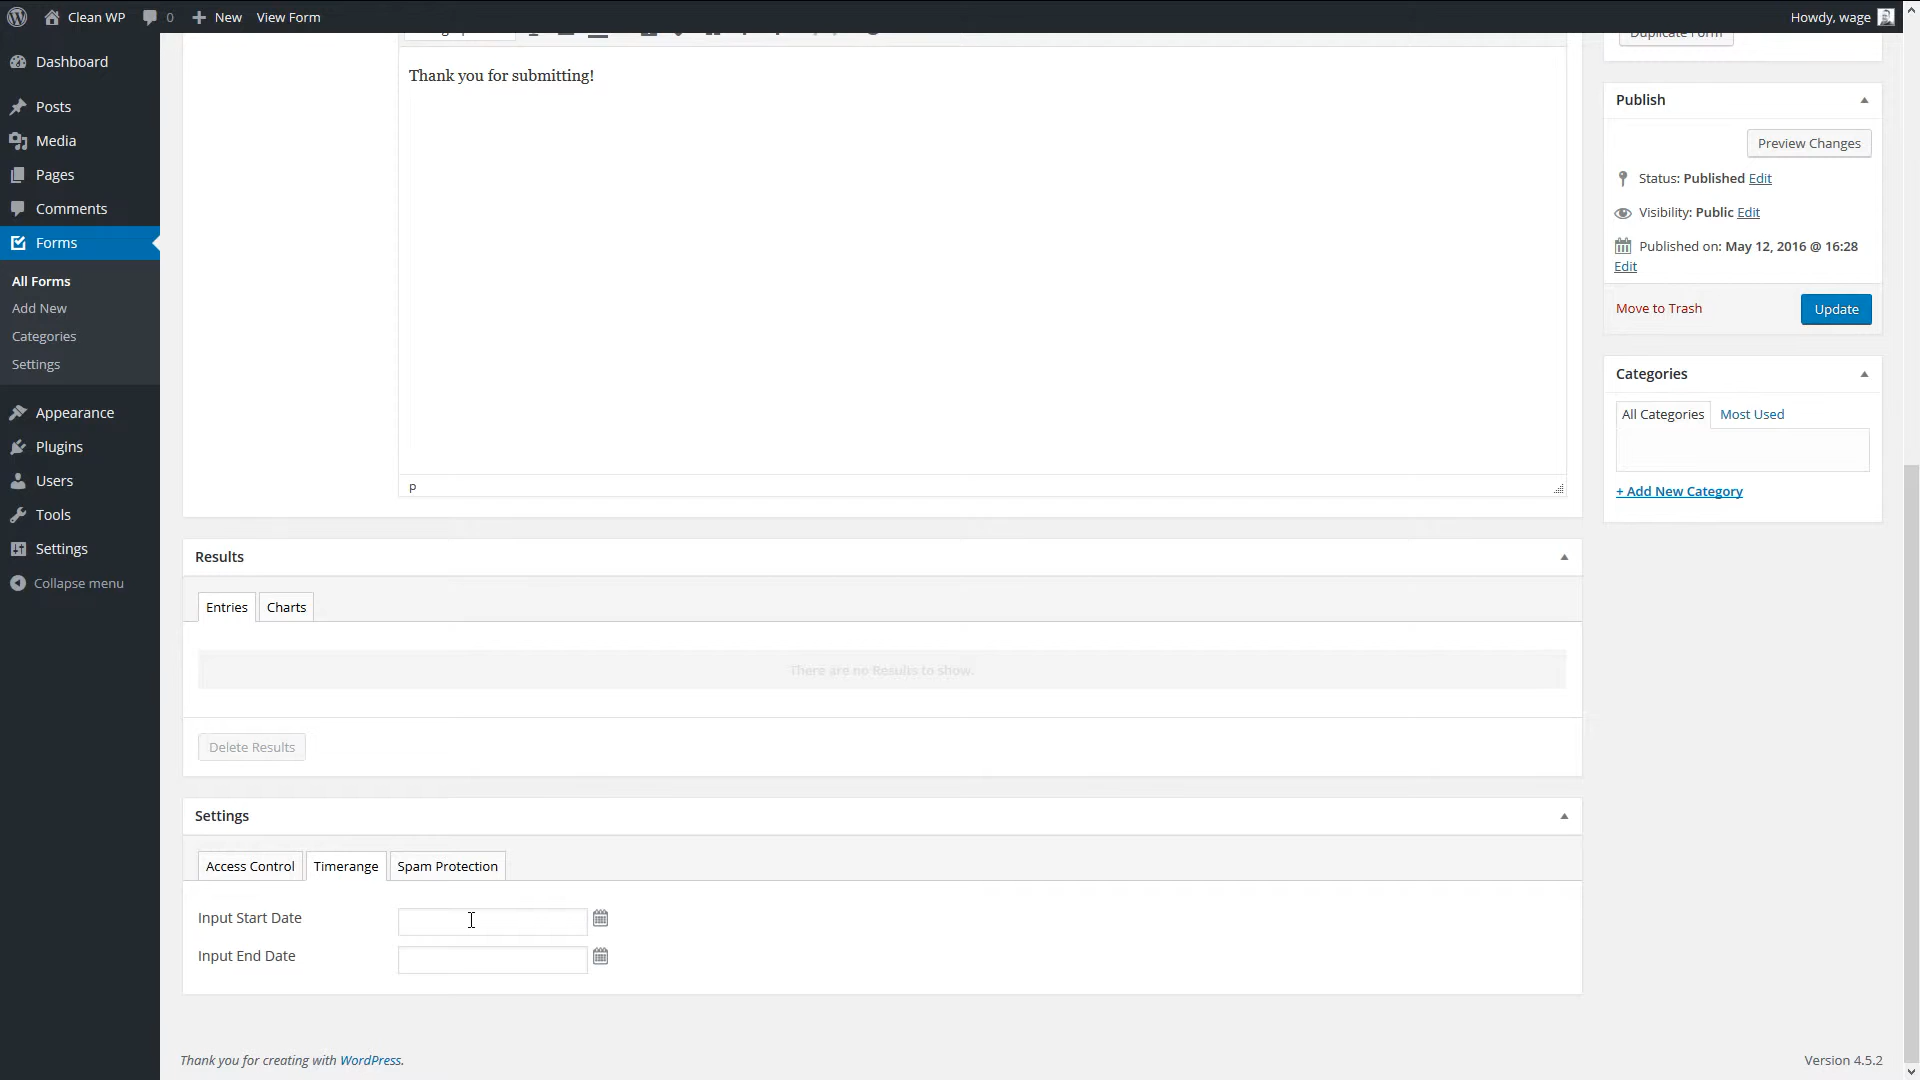 Clean WP 0 New View Form Howdy, wage
Dashboard
Posts
Media
Pages
Comments
Forms
All Forms
Add New
Categories
Settings
Appearance
Plugins
Users
Tools
Settings
Collapse menu
Thank you for submitting!
p
Results
Entries Charts
There are no Results to show.
Delete Results
Settings
Access Control Timerange Spam Protection
Input Start Date
Input End Date
Duplicate Form
Publish
Preview Changes
Status: Published Edit
Visibility: Public Edit
Published on: May 12, 2016 @ 16:28
Edit
Move to Trash Update
Categories
All Categories Most Used
+ Add New Category
Thank you for creating with WordPress. Version 4.5.2